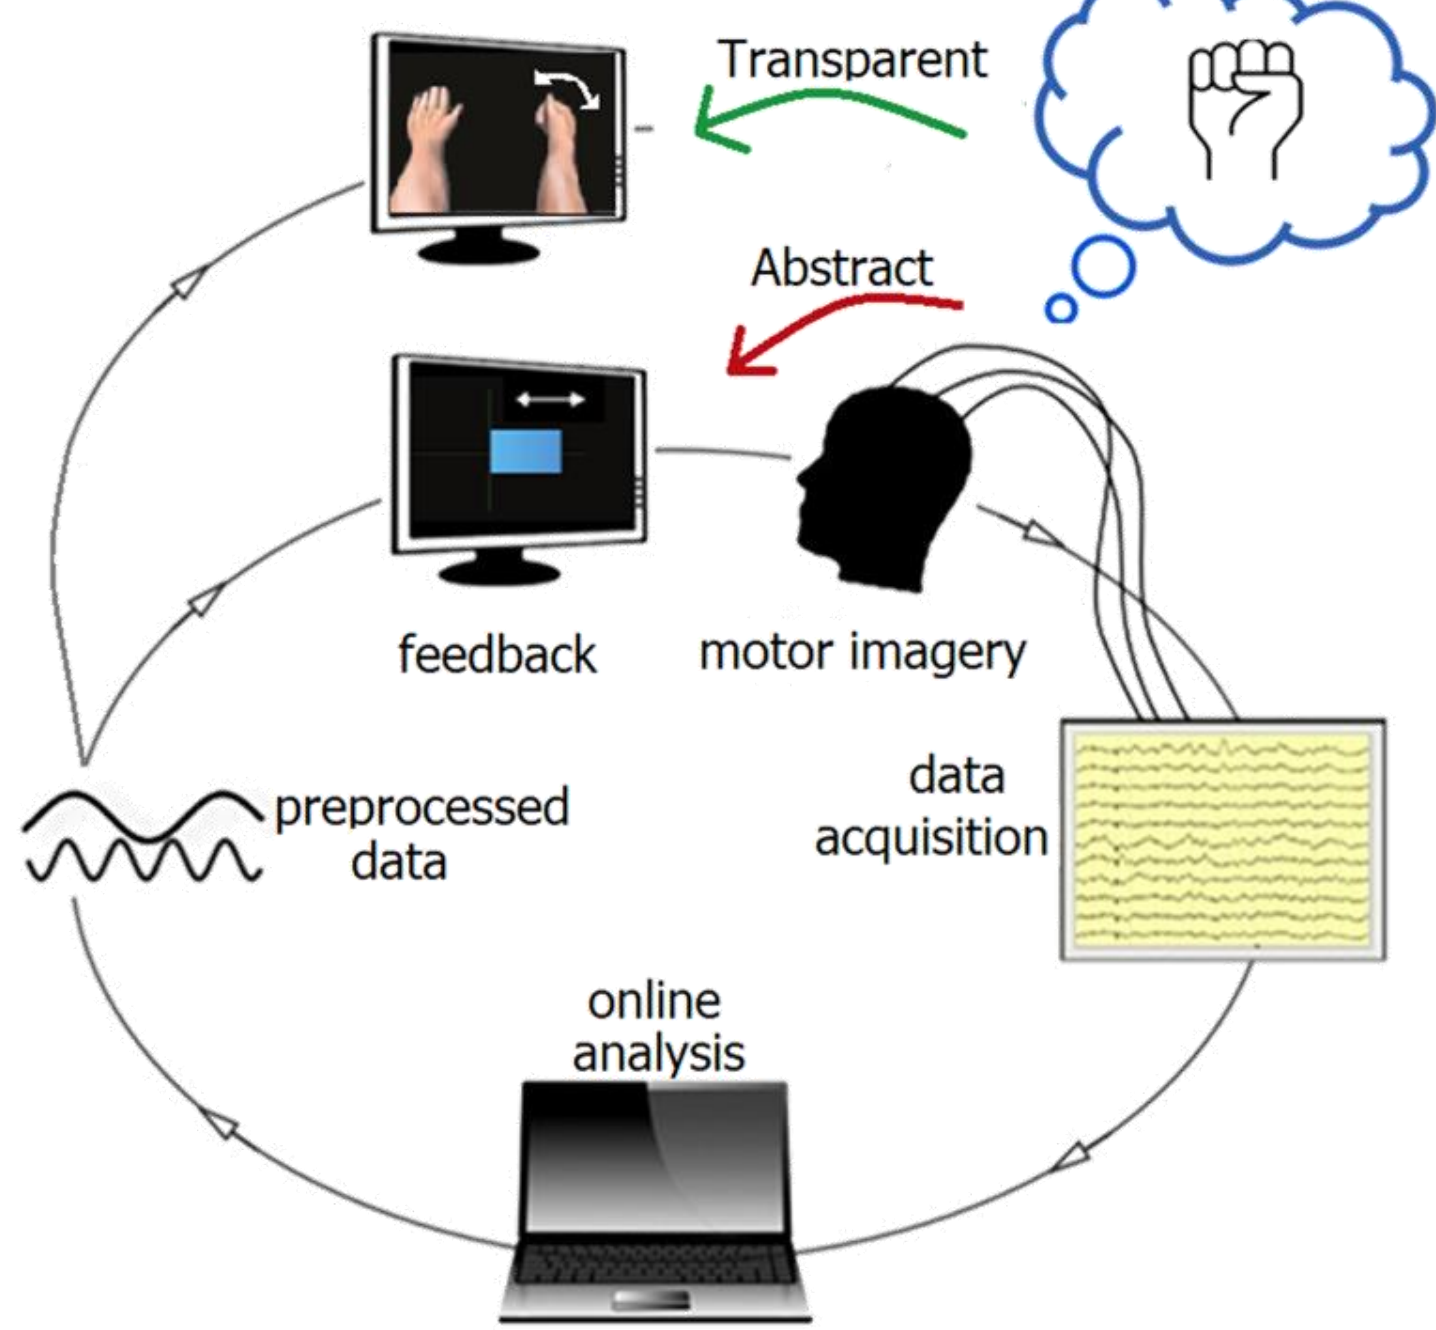 Transparent
Abstract
feedback
motor imagery
data
acquisition
preprocessed
data
online
analysis